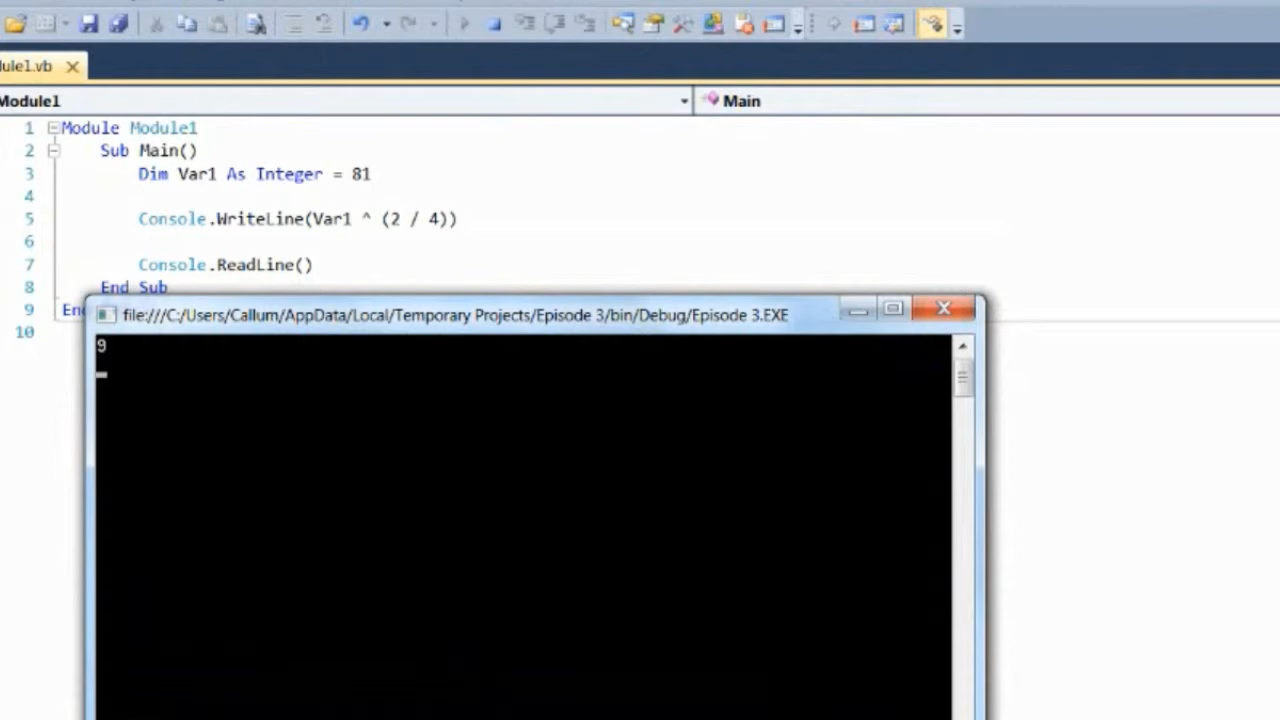 ule1.vb
Module1
Main
1 Module Module1
2 Sub Main()
3 Dim Var1 As Integer = 81
4
5 Console.WriteLine(Var1 ^ (2 / 4))
6
7 Console.ReadLine()
8 End Sub
9 End
10
file:///C:/Users/Callum/AppData/Local/Temporary Projects/Episode 3/bin/Debug/Episode 3.EXE
9